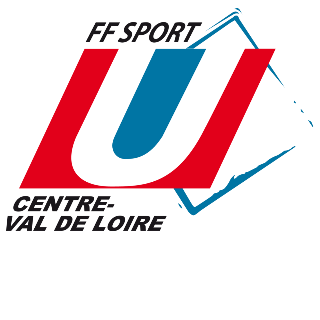 FF SPORT
U
CENTRE-
VAL DE LOIRE